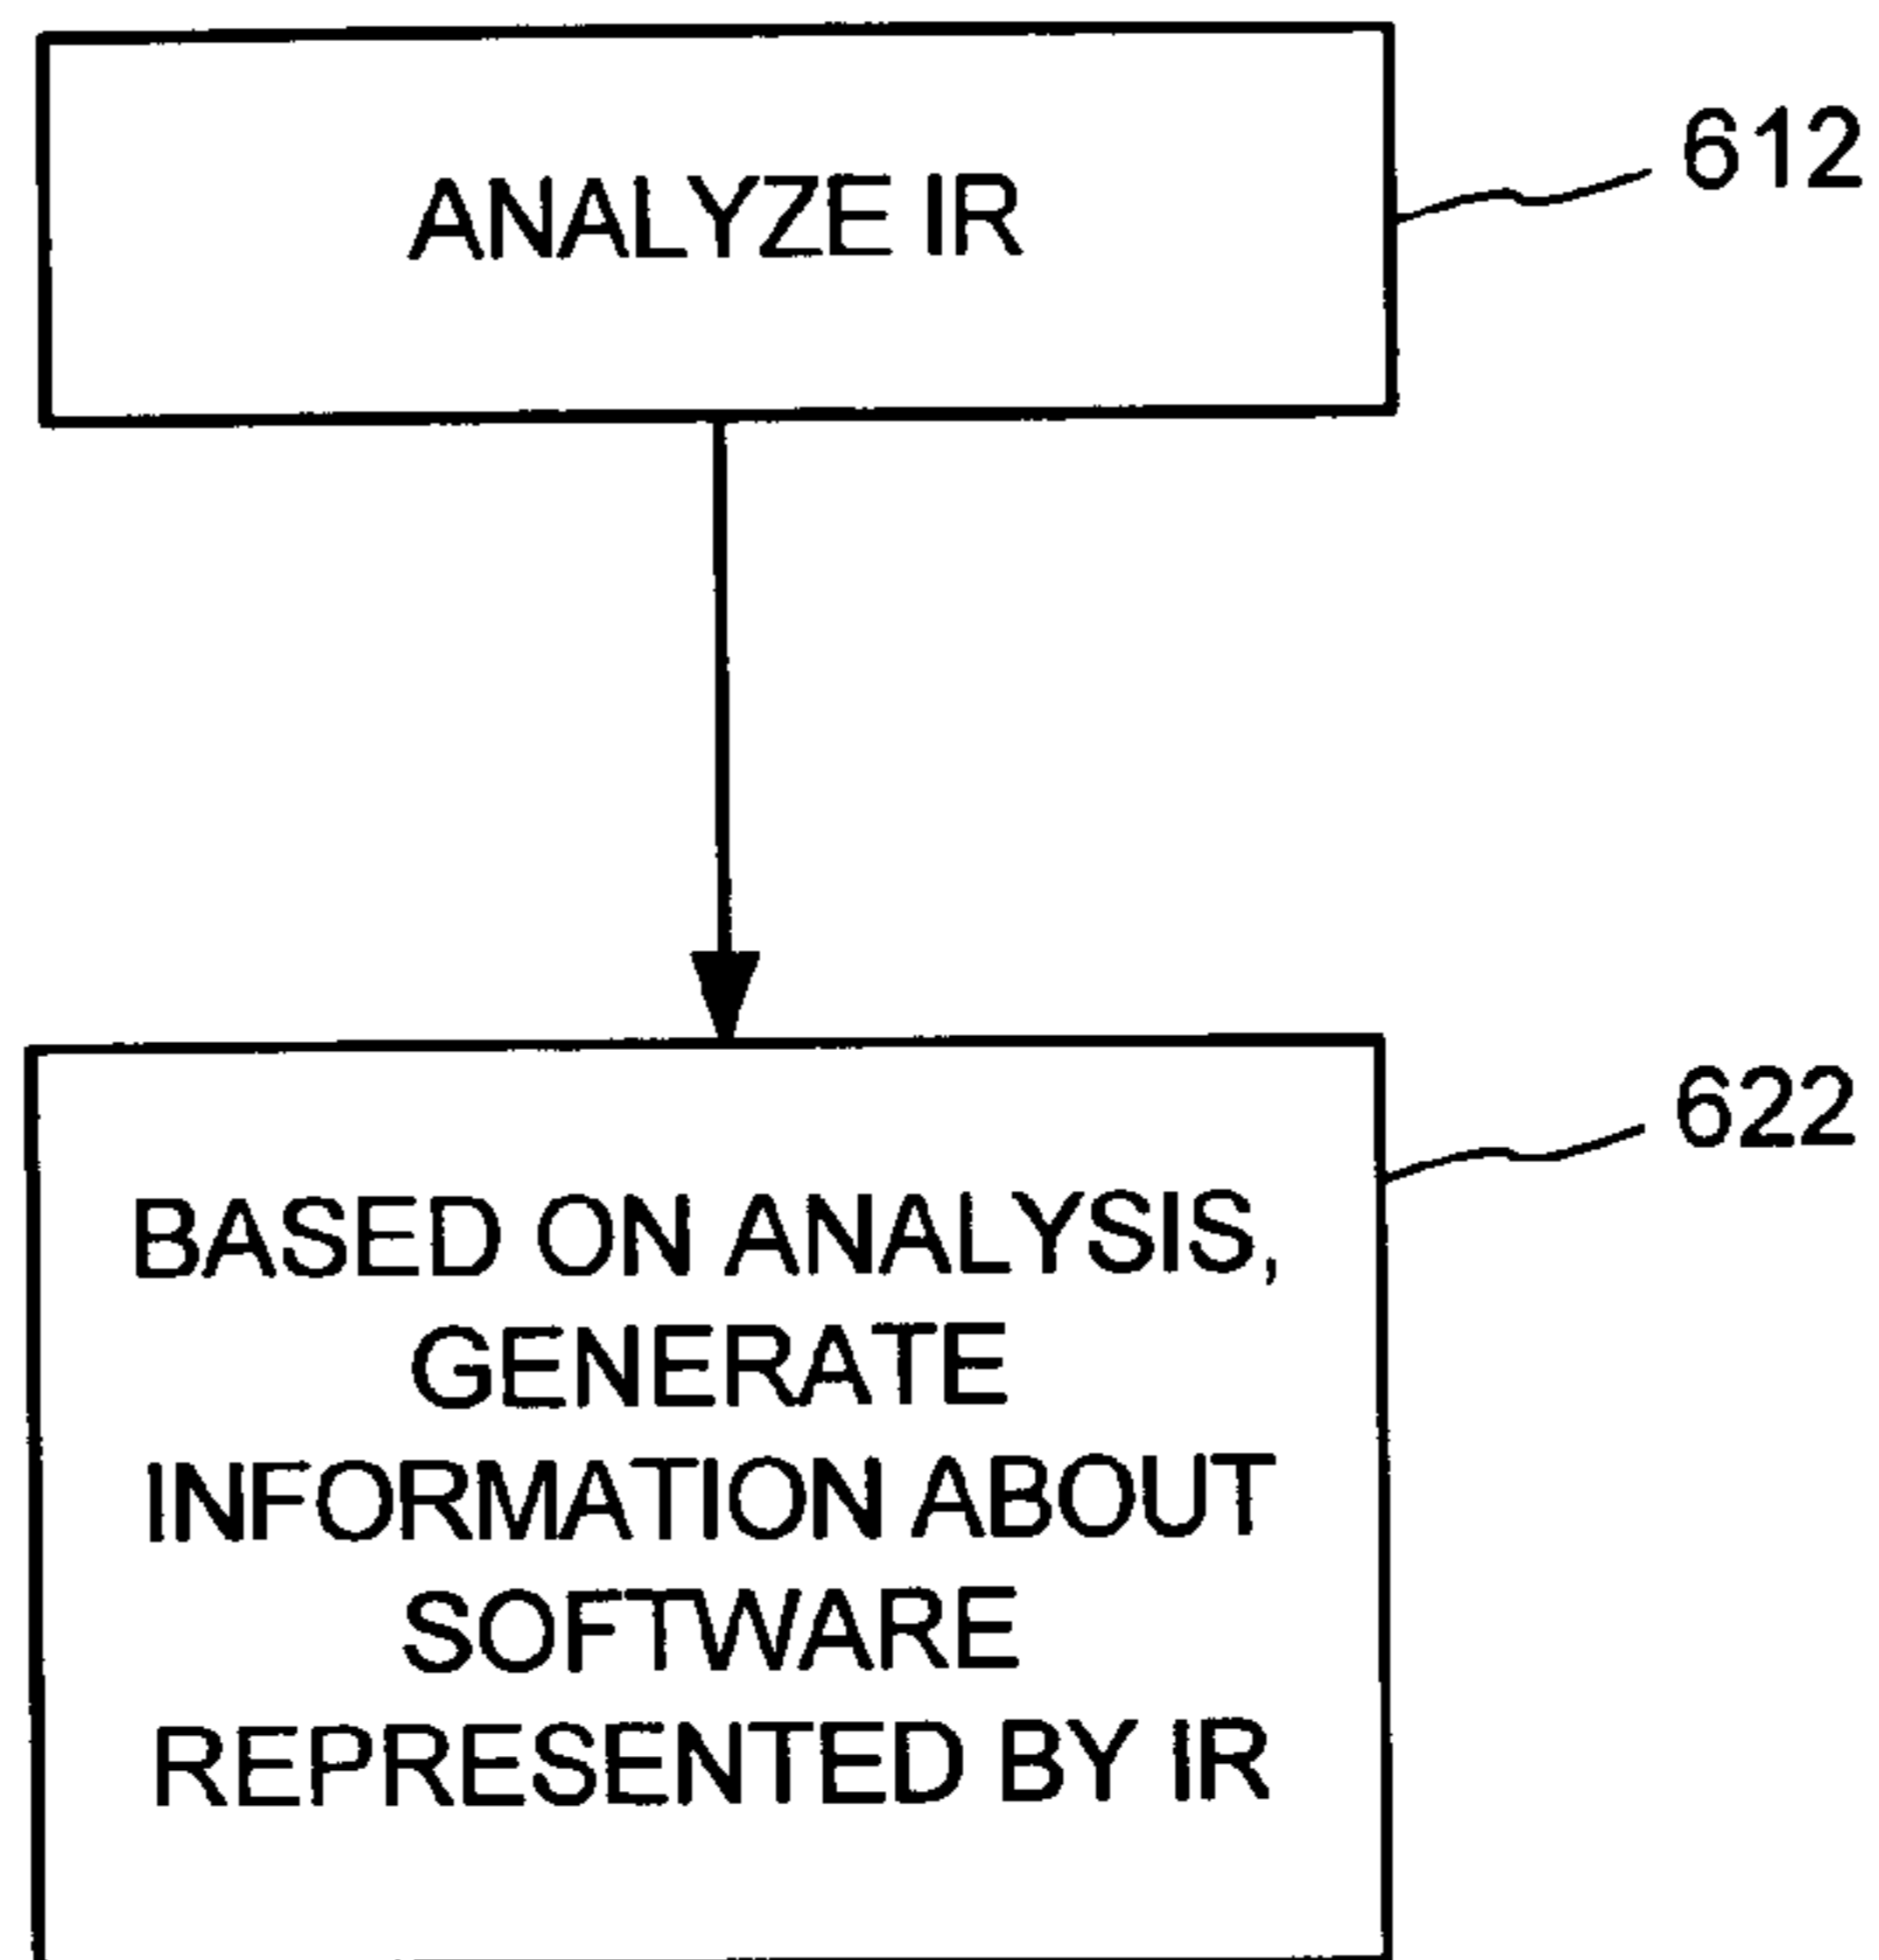 ANALYZE IR
612
622
BASED ON ANALYSIS,
GENERATE
INFORMATION ABOUT
SOFTWARE
REPRESENTED BY IR